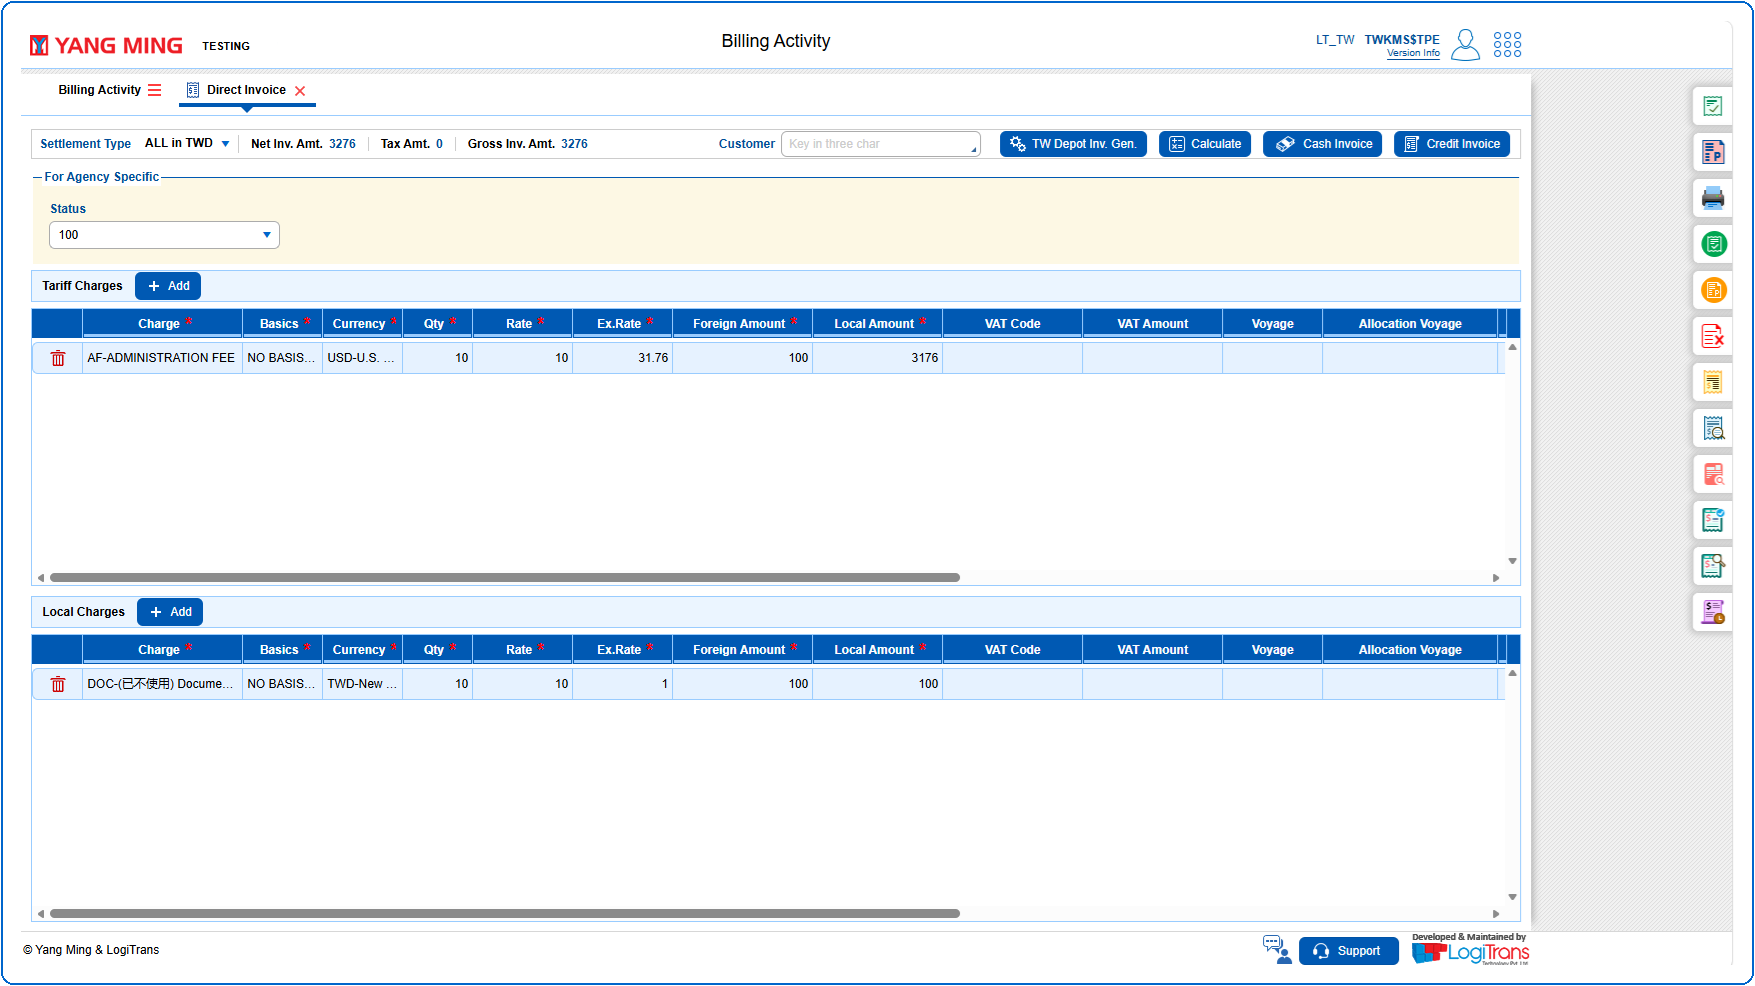 YANG MING TESTING
Billing Activity
LT_TW TWKMS$TPE
Version Info
Billing Activity Direct Invoice
Settlement Type ALL in TWD Net Inv. Amt. 3276 Tax Amt. 0 Gross Inv. Amt. 3276 Customer Key in three char TW Depot Inv. Gen. Calculate Cash Invoice Credit Invoice
For Agency Specific
Status
100
Tariff Charges + Add
Charge * Basics * Currency * Qty * Rate * Ex.Rate * Foreign Amount * Local Amount * VAT Code VAT Amount Voyage Allocation Voyage
AF-ADMINISTRATION FEE NO BASIS... USD-U.S. ... 10 10 31.76 100 3176
Local Charges + Add
Charge * Basics * Currency * Qty * Rate * Ex.Rate * Foreign Amount * Local Amount * VAT Code VAT Amount Voyage Allocation Voyage
DOC-(已不使用) Docume... NO BASIS... TWD-New ... 10 10 1 100 100
© Yang Ming & LogiTrans
Support
Developed & Maintained by
LogiTrans
Technology Pvt. Ltd.